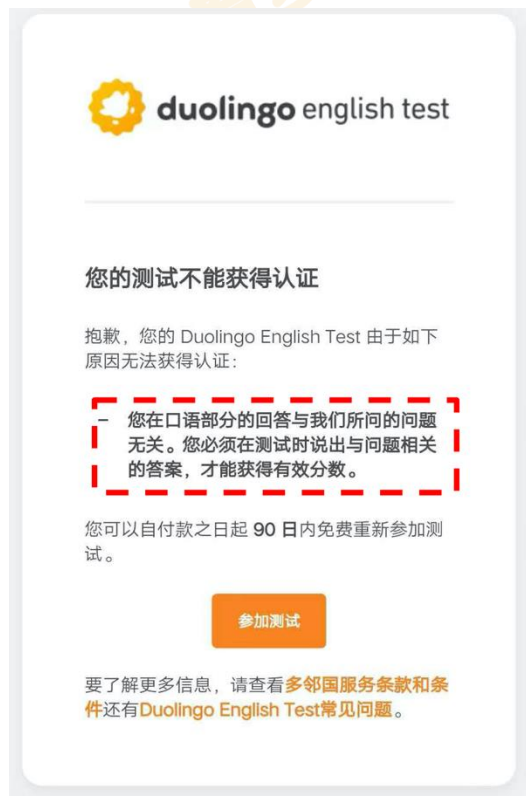 duolingo english test
您的测试不能获得认证
抱歉，您的 Duolingo English Test 由于如下
原因无法获得认证：
– 您在口语部分的回答与我们所问的问题
无关。您必须在测试时说出与问题相关
的答案，才能获得有效分数。
您可以自付款之日起 90 日内免费重新参加测
试。
参加测试
要了解更多信息，请查看多邻国服务条款和条
件还有Duolingo English Test常见问题。